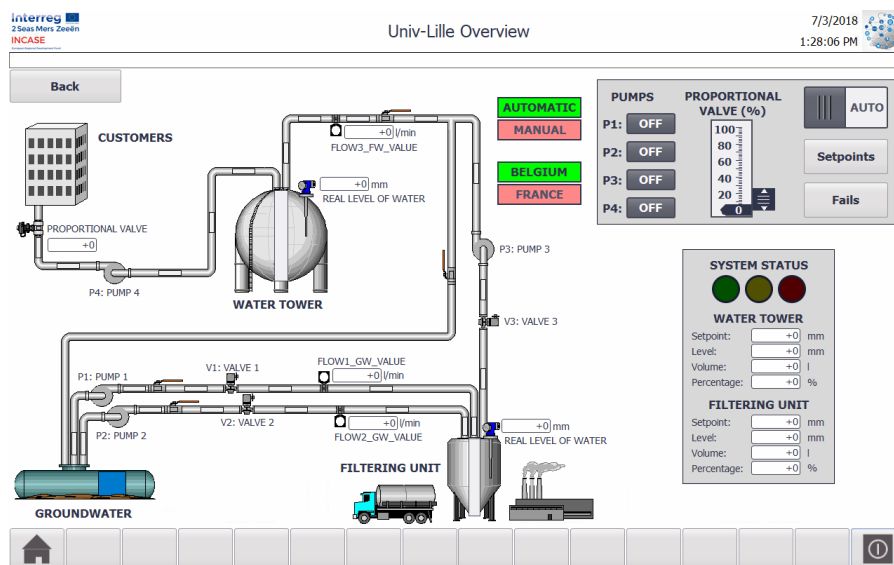 Interreg
2 Seas Mers Zeeën
INCASE
European Regional Development Fund
Univ-Lille Overview
7/3/2018
1:28:06 PM
Back
CUSTOMERS
PROPORTIONAL VALVE
+0
P4: PUMP 4
+0 l/min
FLOW3_FW_VALUE
+0 mm
REAL LEVEL OF WATER
WATER TOWER
AUTOMATIC
MANUAL
BELGIUM
FRANCE
PUMPS
P1: OFF
P2: OFF
P3: OFF
P4: OFF
PROPORTIONAL
VALVE (%)
100
80
60
40
20
0
AUTO
Setpoints
Fails
P3: PUMP 3
V3: VALVE 3
P1: PUMP 1
V1: VALVE 1
FLOW1_GW_VALUE
+0 l/min
P2: PUMP 2
V2: VALVE 2
+0 l/min
FLOW2_GW_VALUE
+0 mm
REAL LEVEL OF WATER
FILTERING UNIT
GROUNDWATER
SYSTEM STATUS
WATER TOWER
Setpoint: +0 mm
Level: +0 mm
Volume: +0 l
Percentage: +0 %
FILTERING UNIT
Setpoint: +0 mm
Level: +0 mm
Volume: +0 l
Percentage: +0 %